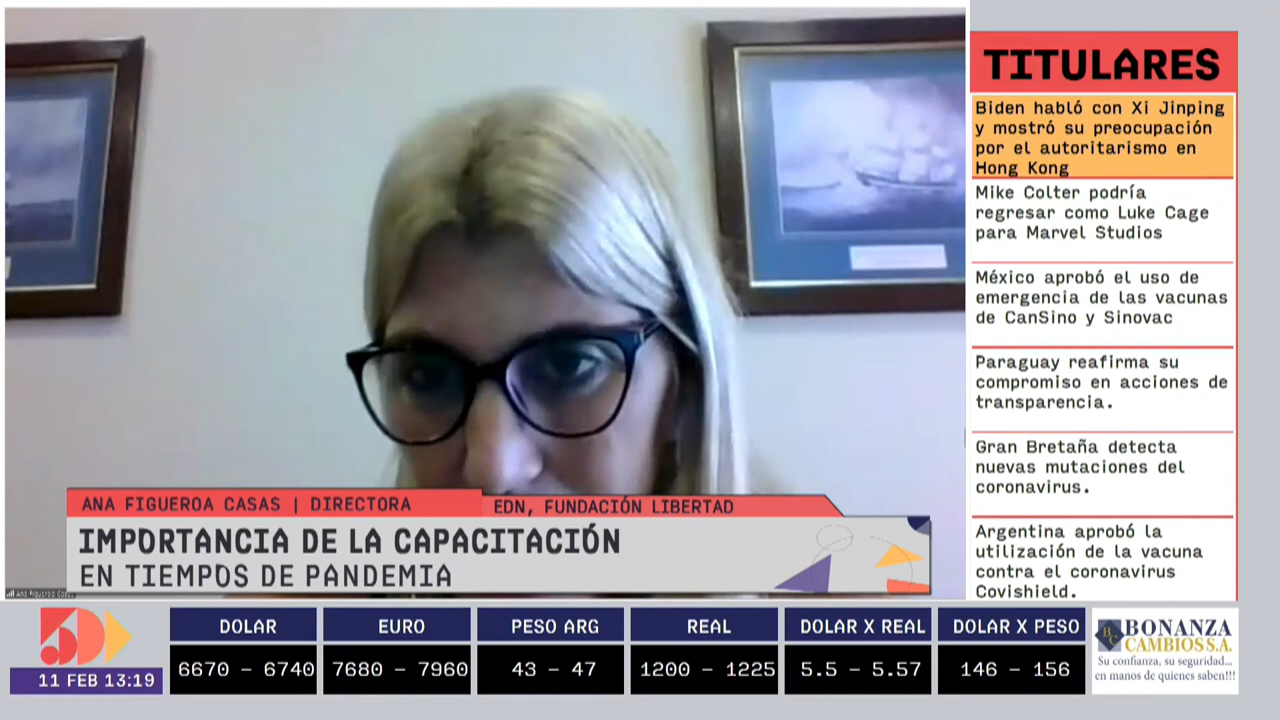 TITULARES
Biden habló con Xi Jinping
y mostró su preocupación
por el autoritarismo en
Hong Kong
Mike Colter podría
regresar como Luke Cage
para Marvel Studios
México aprobó el uso de
emergencia de las vacunas
de CanSino y Sinovac
Paraguay reafirma su
compromiso en acciones de
transparencia.
Gran Bretaña detecta
nuevas mutaciones del
coronavirus.
Argentina aprobó la
utilización de la vacuna
contra el coronavirus
Covishield.
ANA FIGUEROA CASAS | DIRECTORA
EDN, FUNDACIÓN LIBERTAD
IMPORTANCIA DE LA CAPACITACIÓN
EN TIEMPOS DE PANDEMIA
Ana Figueroa Casas
5D
11 FEB 13:19
DOLAR
6670 - 6740
EURO
7680 - 7960
PESO ARG
43 - 47
REAL
1200 - 1225
DOLAR X REAL
5.5 - 5.57
DOLAR X PESO
146 - 156
BC
BONANZA
CAMBIOS S.A.
Su confianza, su seguridad...
en manos de quienes saben!!!